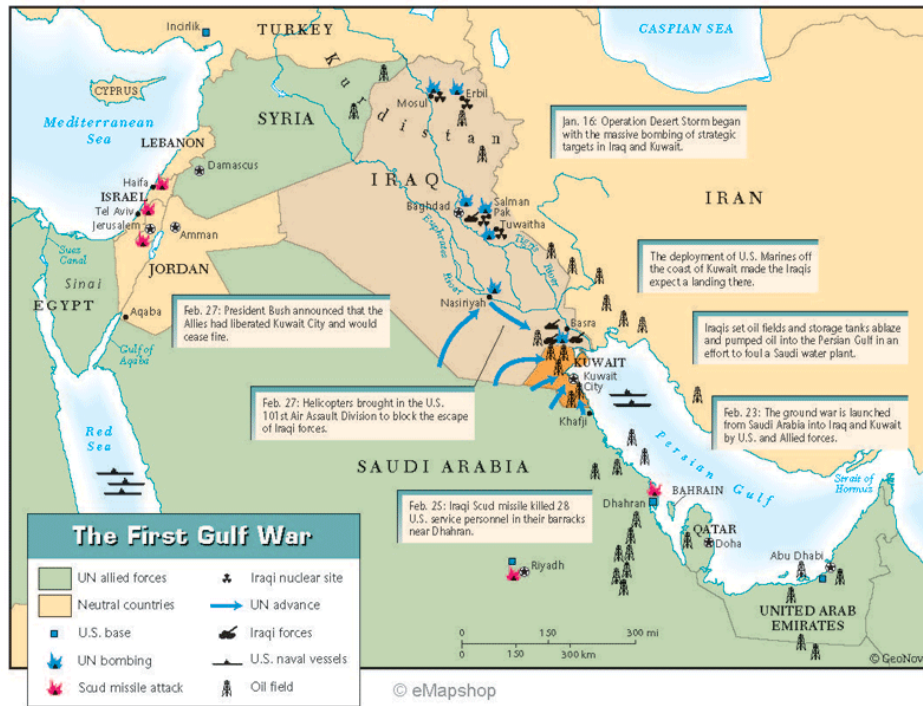 Incirlik
TURKEY
CASPIAN SEA
CYPRUS
Mediterranean
Sea
SYRIA
Kurdistan
Mosul
Erbil
Jan. 16: Operation Desert Storm began
with the massive bombing of strategic
targets in Iraq and Kuwait.
LEBANON
Damascus
Haifa
ISRAEL
Tel Aviv
Jerusalem
Amman
IRAQ
Baghdad
Salman
Pak
Tuwaitha
IRAN
Euphrates
River
Tigris
River
Suez
Canal
Sinai
EGYPT
JORDAN
Aqaba
Gulf of
Aqaba
Nasiriyah
Basra
The deployment of U.S. Marines off
the coast of Kuwait made the Iraqis
expect a landing there.
Feb. 27: President Bush announced that the
Allies had liberated Kuwait City and would
cease fire.
Iraqis set oil fields and storage tanks ablaze
and pumped oil into the Persian Gulf in an
effort to foul a Saudi water plant.
KUWAIT
Kuwait
City
Khafji
Feb. 27: Helicopters brought in the U.S.
101st Air Assault Division to block the escape
of Iraqi forces.
Feb. 23: The ground war is launched
from Saudi Arabia into Iraq and Kuwait
by U.S. and Allied forces.
Red
Sea
SAUDI ARABIA
Persian Gulf
Strait of
Hormus
Feb. 25: Iraqi Scud missile killed 28
U.S. service personnel in their barracks
near Dhahran.
Dhahran
BAHRAIN
QATAR
Doha
Riyadh
Abu Dhabi
UNITED ARAB
EMIRATES
The First Gulf War
UN allied forces
Neutral countries
U.S. base
UN bombing
Scud missile attack
Iraqi nuclear site
UN advance
Iraqi forces
U.S. naval vessels
Oil field
0 150 300 mi
0 150 300 km
© GeoNov
© eMapshop